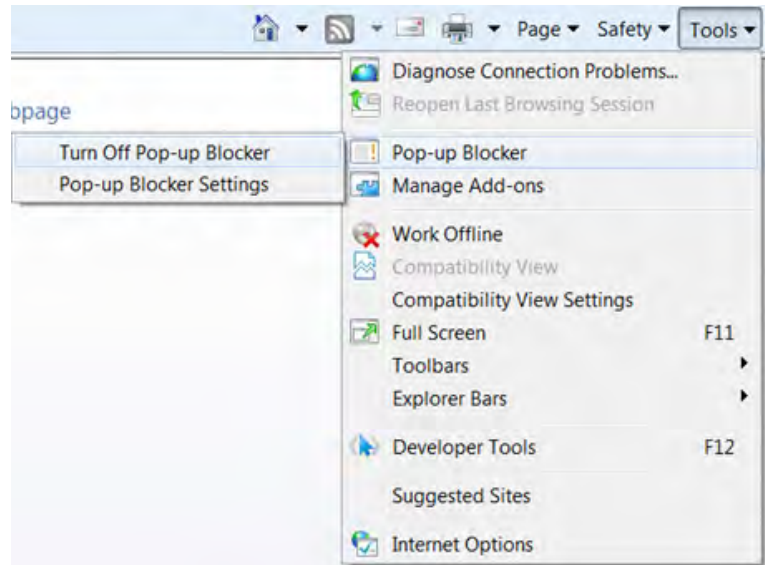 Page Safety Tools
Diagnose Connection Problems...
Reopen Last Browsing Session
bpage
Turn Off Pop-up Blocker
Pop-up Blocker
Pop-up Blocker Settings
Manage Add-ons
Work Offline
Compatibility View
Compatibility View Settings
Full Screen F11
Toolbars
Explorer Bars
Developer Tools F12
Suggested Sites
Internet Options